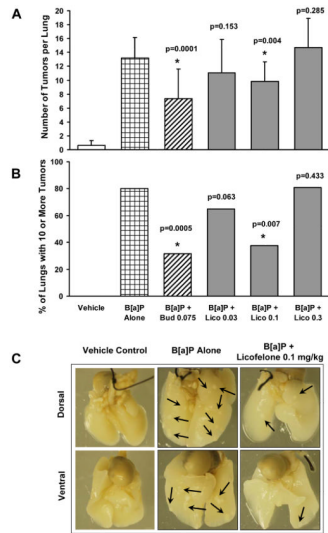 A
Number of Tumors per Lung
20
18
16
14
12
10
8
6
4
2
0
p=0.0001
*
p=0.153
p=0.004
*
p=0.285
B
% of Lungs with 10 or More Tumors
100
80
60
40
20
0
p=0.0005
*
p=0.063
p=0.007
*
p=0.433
Vehicle
B[a]P
Alone
B[a]P +
Bud 0.075
B[a]P +
Lico 0.03
B[a]P +
Lico 0.1
B[a]P +
Lico 0.3
C
Vehicle Control
B[a]P Alone
B[a]P +
Licofelone 0.1 mg/kg
Dorsal
Ventral